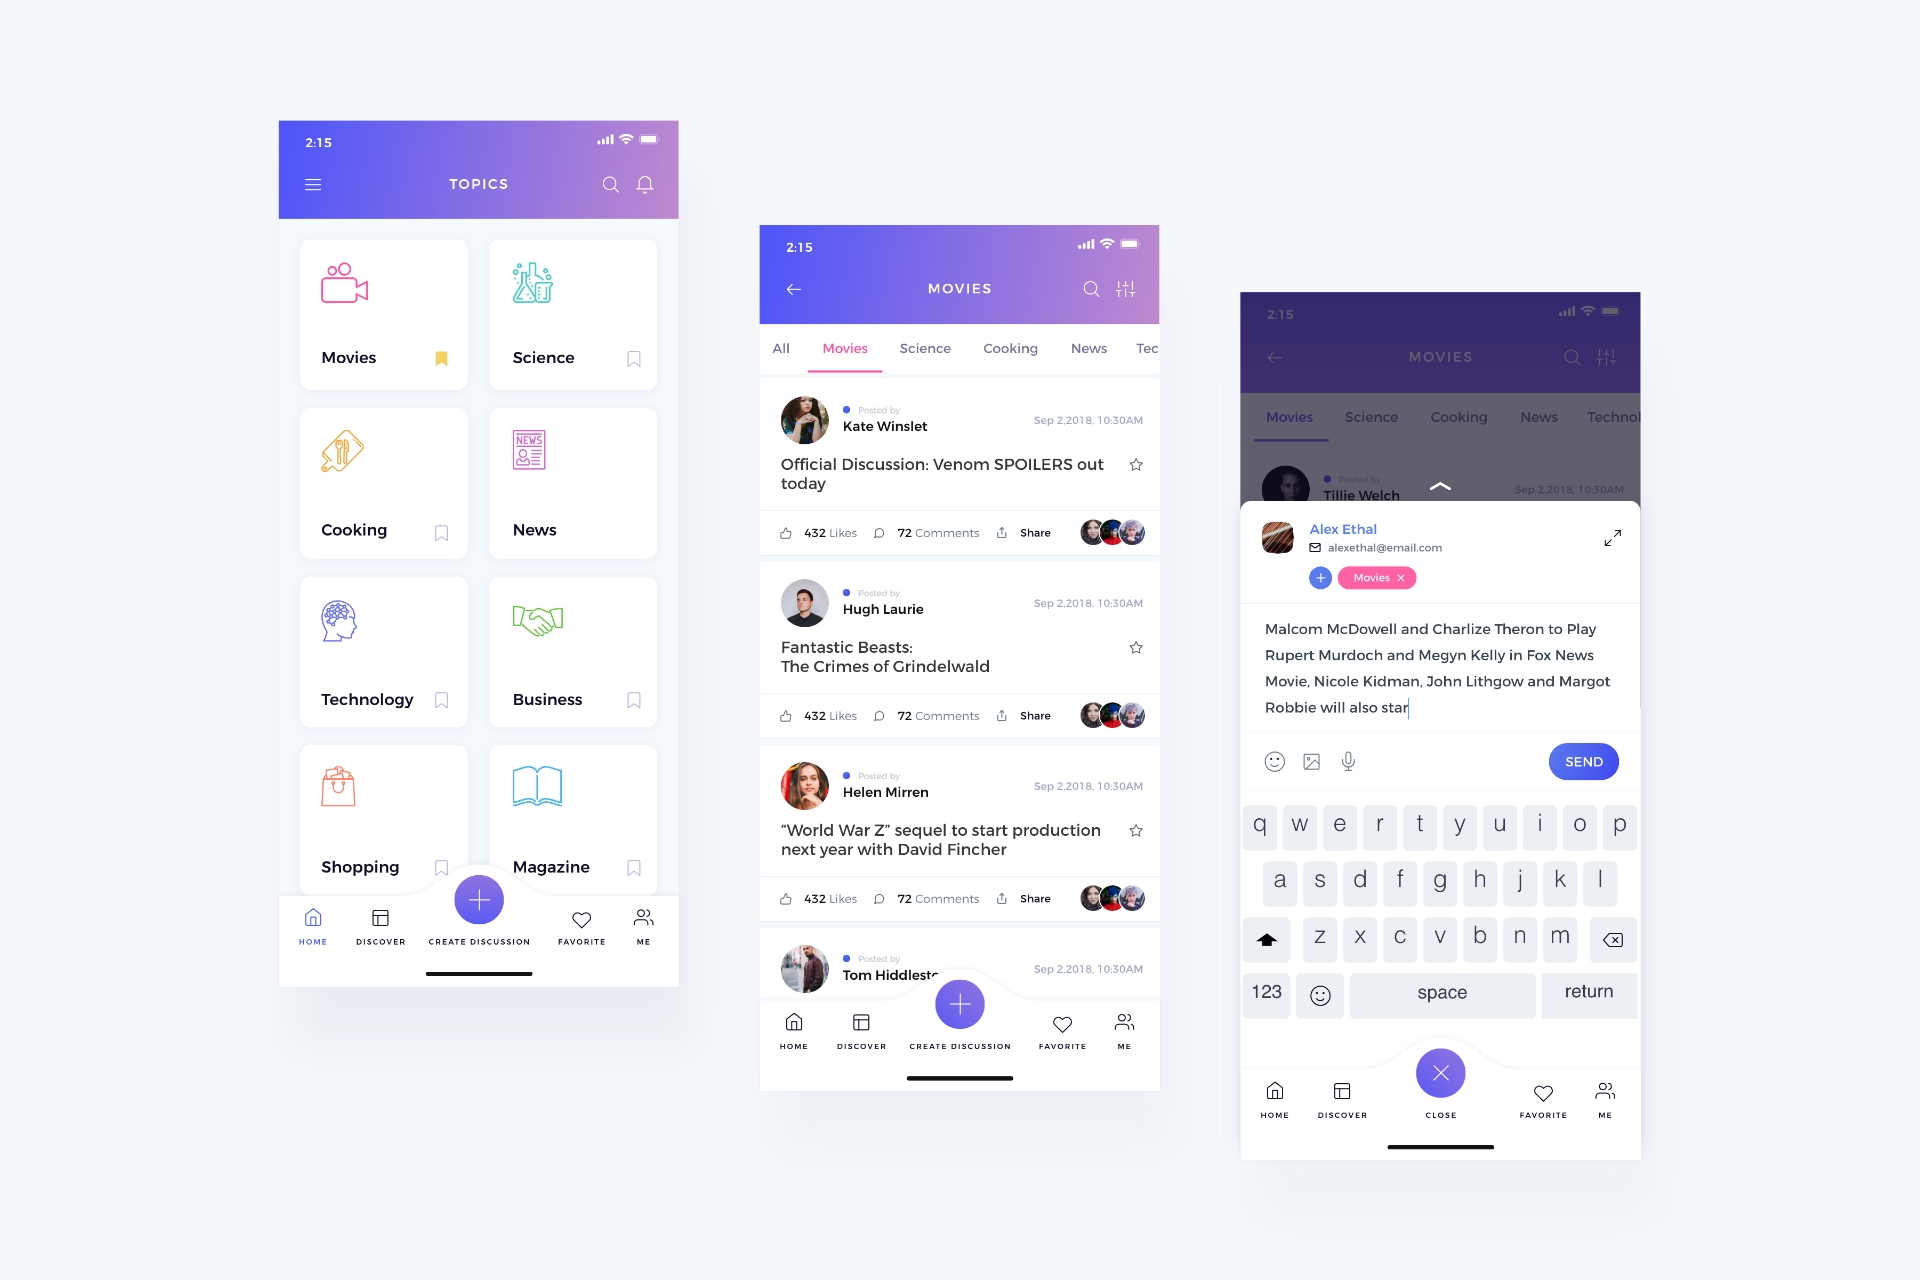 2:15
TOPICS
Movies
Science
Cooking
NEWS
News
Technology
Business
Shopping
Magazine
HOME
DISCOVER
CREATE DISCUSSION
FAVORITE
ME
2:15
MOVIES
All Movies Science Cooking News Tec
Posted by
Kate Winslet
Sep 2,2018, 10:30AM
Official Discussion: Venom SPOILERS out
today
432 Likes 72 Comments Share
Posted by
Hugh Laurie
Sep 2,2018, 10:30AM
Fantastic Beasts:
The Crimes of Grindelwald
432 Likes 72 Comments Share
Posted by
Helen Mirren
Sep 2,2018, 10:30AM
“World War Z” sequel to start production
next year with David Fincher
432 Likes 72 Comments Share
Posted by
Tom Hiddlesto
Sep 2,2018, 10:30AM
HOME
DISCOVER
CREATE DISCUSSION
FAVORITE
ME
2:15
MOVIES
Movies Science Cooking News Technol
Posted by
Tillie Welch
Sep 2,2018, 10:30AM
Alex Ethal
alexethal@email.com
Movies
Malcom McDowell and Charlize Theron to Play
Rupert Murdoch and Megyn Kelly in Fox News
Movie, Nicole Kidman, John Lithgow and Margot
Robbie will also star
SEND
q w e r t y u i o p
a s d f g h j k l
z x c v b n m
123 space return
HOME
DISCOVER
CLOSE
FAVORITE
ME